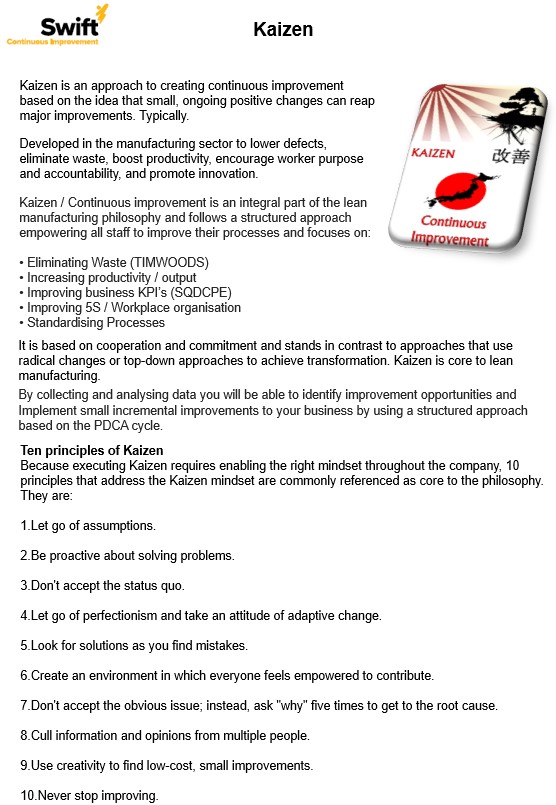 Swift
Continuous Improvement
Kaizen
Kaizen is an approach to creating continuous improvement
based on the idea that small, ongoing positive changes can reap
major improvements. Typically.
Developed in the manufacturing sector to lower defects,
eliminate waste, boost productivity, encourage worker purpose
and accountability, and promote innovation.
Kaizen / Continuous improvement is an integral part of the lean
manufacturing philosophy and follows a structured approach
empowering all staff to improve their processes and focuses on:
• Eliminating Waste (TIMWOODS)
• Increasing productivity / output
• Improving business KPI's (SQDCPE)
• Improving 5S / Workplace organisation
• Standardising Processes
KAIZEN
改善
Continuous
Improvement
It is based on cooperation and commitment and stands in contrast to approaches that use
radical changes or top-down approaches to achieve transformation. Kaizen is core to lean
manufacturing.
By collecting and analysing data you will be able to identify improvement opportunities and
Implement small incremental improvements to your business by using a structured approach
based on the PDCA cycle.
Ten principles of Kaizen
Because executing Kaizen requires enabling the right mindset throughout the company, 10
principles that address the Kaizen mindset are commonly referenced as core to the philosophy.
They are:
1.Let go of assumptions.
2.Be proactive about solving problems.
3.Don't accept the status quo.
4.Let go of perfectionism and take an attitude of adaptive change.
5.Look for solutions as you find mistakes.
6.Create an environment in which everyone feels empowered to contribute.
7.Don't accept the obvious issue; instead, ask "why" five times to get to the root cause.
8.Cull information and opinions from multiple people.
9.Use creativity to find low-cost, small improvements.
10.Never stop improving.